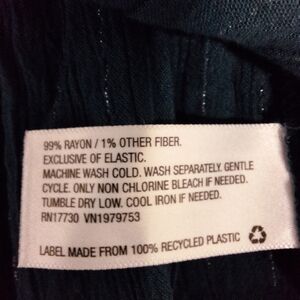 99% RAYON / 1% OTHER FIBER.
EXCLUSIVE OF ELASTIC.
MACHINE WASH COLD. WASH SEPARATELY. GENTLE
CYCLE. ONLY NON CHLORINE BLEACH IF NEEDED.
TUMBLE DRY LOW. COOL IRON IF NEEDED.
RN17730 VN1979753
LABEL MADE FROM 100% RECYCLED PLASTIC